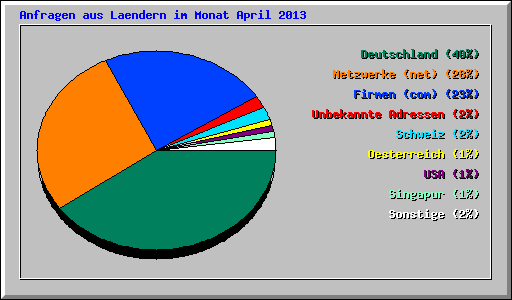 Anfragen aus Laendern im Monat April 2013
Deutschland (40%)
Netzwerke (net) (28%)
Firmen (com) (23%)
Unbekannte Adressen (2%)
Schweiz (2%)
Oesterreich (1%)
USA (1%)
Singapur (1%)
Sonstige (2%)